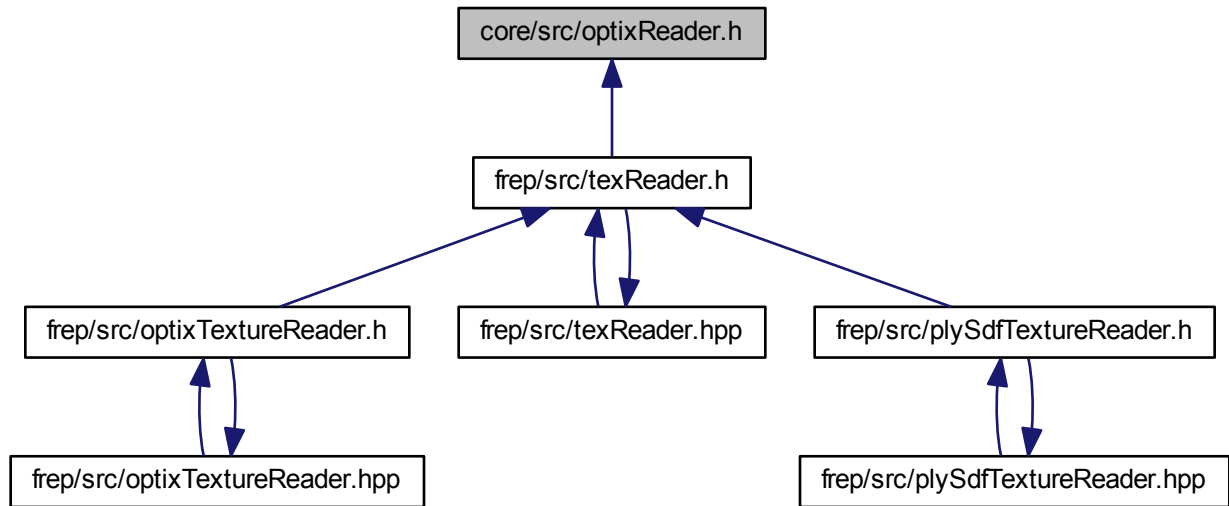 core/src/optixReader.h
frep/src/texReader.h
frep/src/optixTextureReader.h
frep/src/texReader.hpp
frep/src/plySdfTextureReader.h
frep/src/optixTextureReader.hpp
frep/src/plySdfTextureReader.hpp